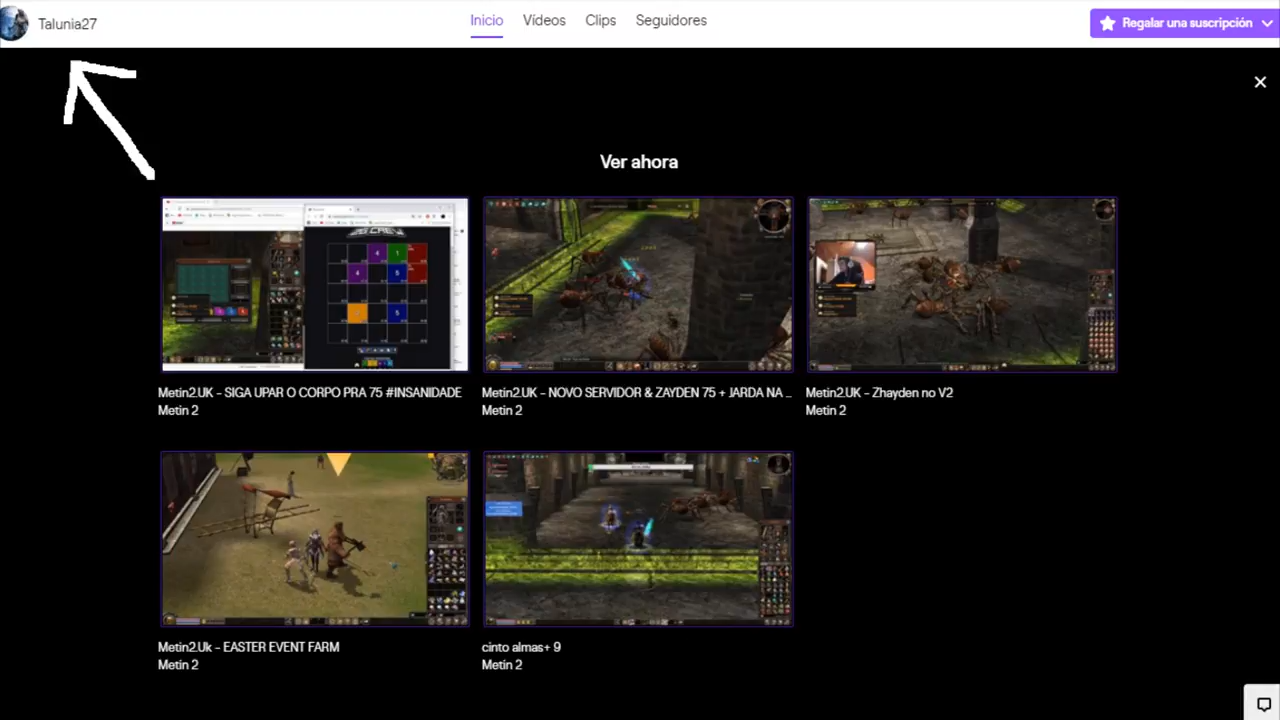 Talunia27
Inicio
Vídeos
Clips
Seguidores
Regalar una suscripción
Ver ahora
Metin2.UK - SIGA UPAR O CORPO PRA 75 #INSANIDADE
Metin 2
Metin2.UK - NOVO SERVIDOR & ZAYDEN 75 + JARDA NA ...
Metin 2
Metin2.UK - Zhayden no V2
Metin 2
Metin2.Uk - EASTER EVENT FARM
Metin 2
cinto almas+ 9
Metin 2